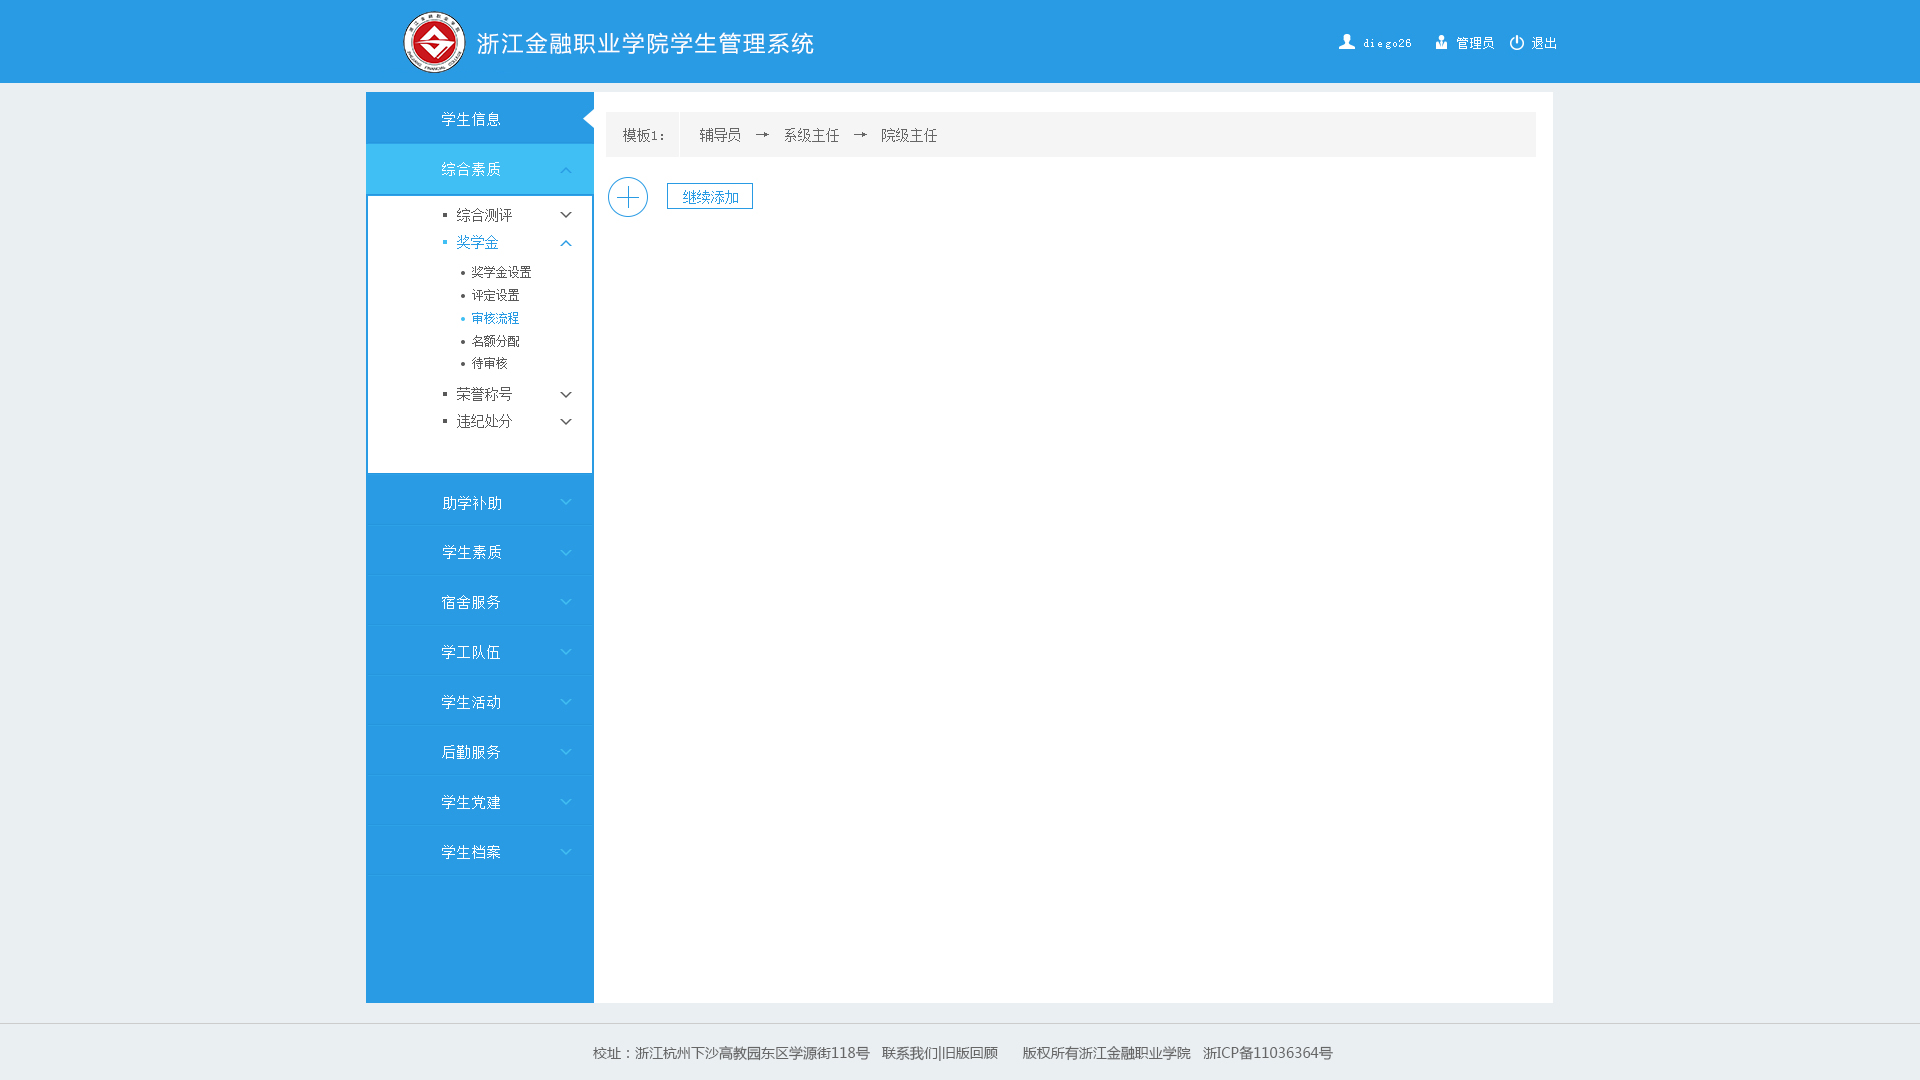 浙江金融职业学院学生管理系统
diego26
管理员
退出
学生信息
综合素质
综合测评
奖学金
奖学金设置
评定设置
审核流程
名额分配
待审核
荣誉称号
违纪处分
助学补助
学生素质
宿舍服务
学工队伍
学生活动
后勤服务
学生党建
学生档案
模板1: 辅导员 → 系级主任 → 院级主任
继续添加
校址：浙江杭州下沙高教园东区学源街118号 联系我们|旧版回顾 版权所有浙江金融职业学院 浙ICP备11036364号